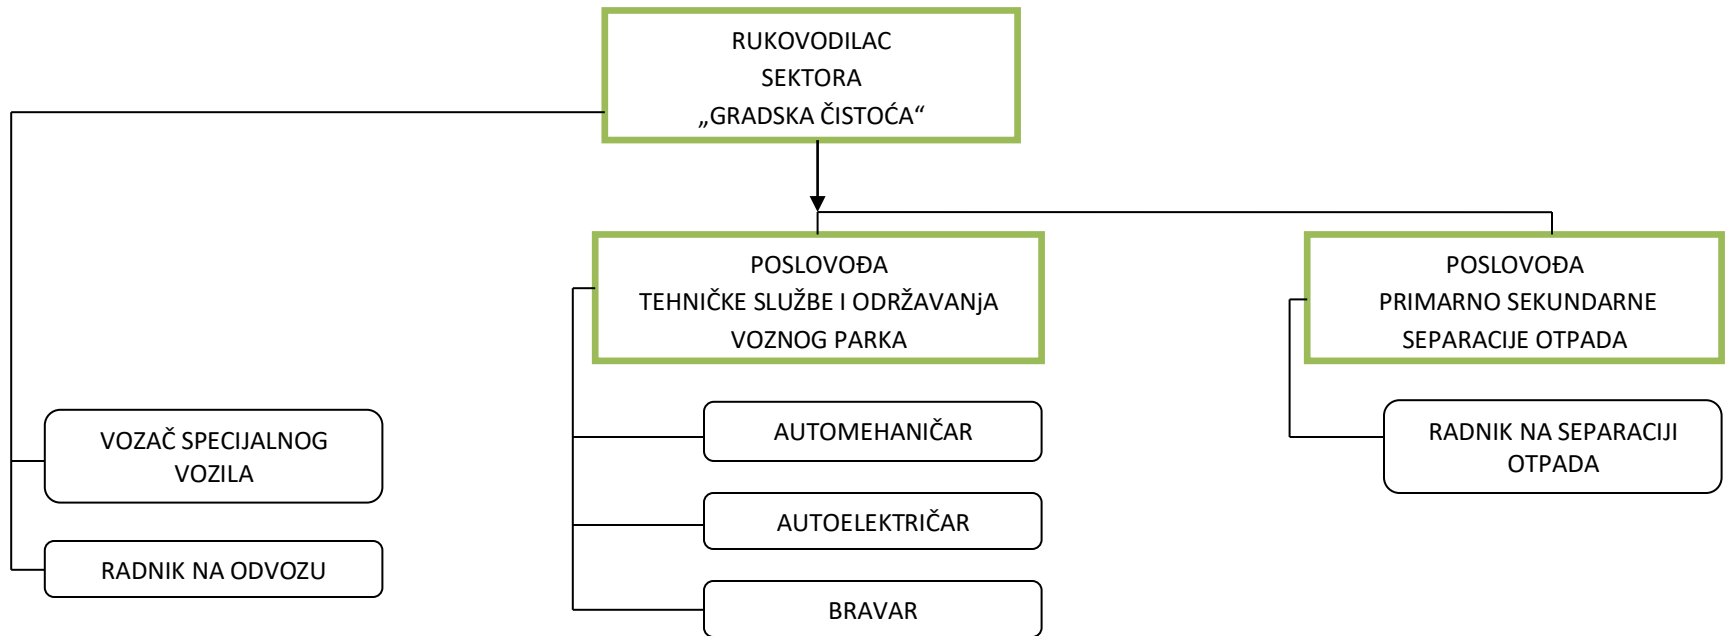 RUKOVODILAC
SEKTORA
„GRADSKA ČISTOĆA“
POSLOVOĐA
TEHNIČKE SLUŽBE I ODRŽAVANjA
VOZNOG PARKA
POSLOVOĐA
PRIMARNO SEKUNDARNE
SEPARACIJE OTPADA
VOZAČ SPECIJALNOG
VOZILA
RADNIK NA ODVOZU
AUTOMEHANIČAR
AUTOELEKTRIČAR
BRAVAR
RADNIK NA SEPARACIJI
OTPADA